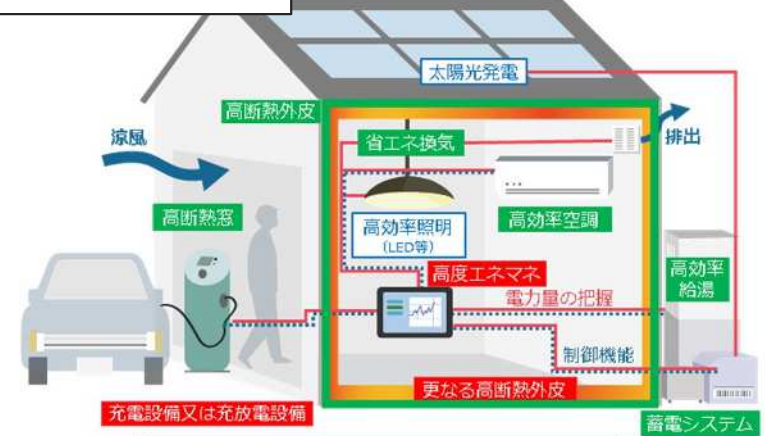 太陽光発電
高断熱外皮
涼風
省エネ換気
排出
高断熱窓
高効率照明
(LED等)
高効率空調
高度エネマネ
高効率
給湯
電力量の把握
制御機能
更なる高断熱外皮
充電設備又は充放電設備
蓄電システム